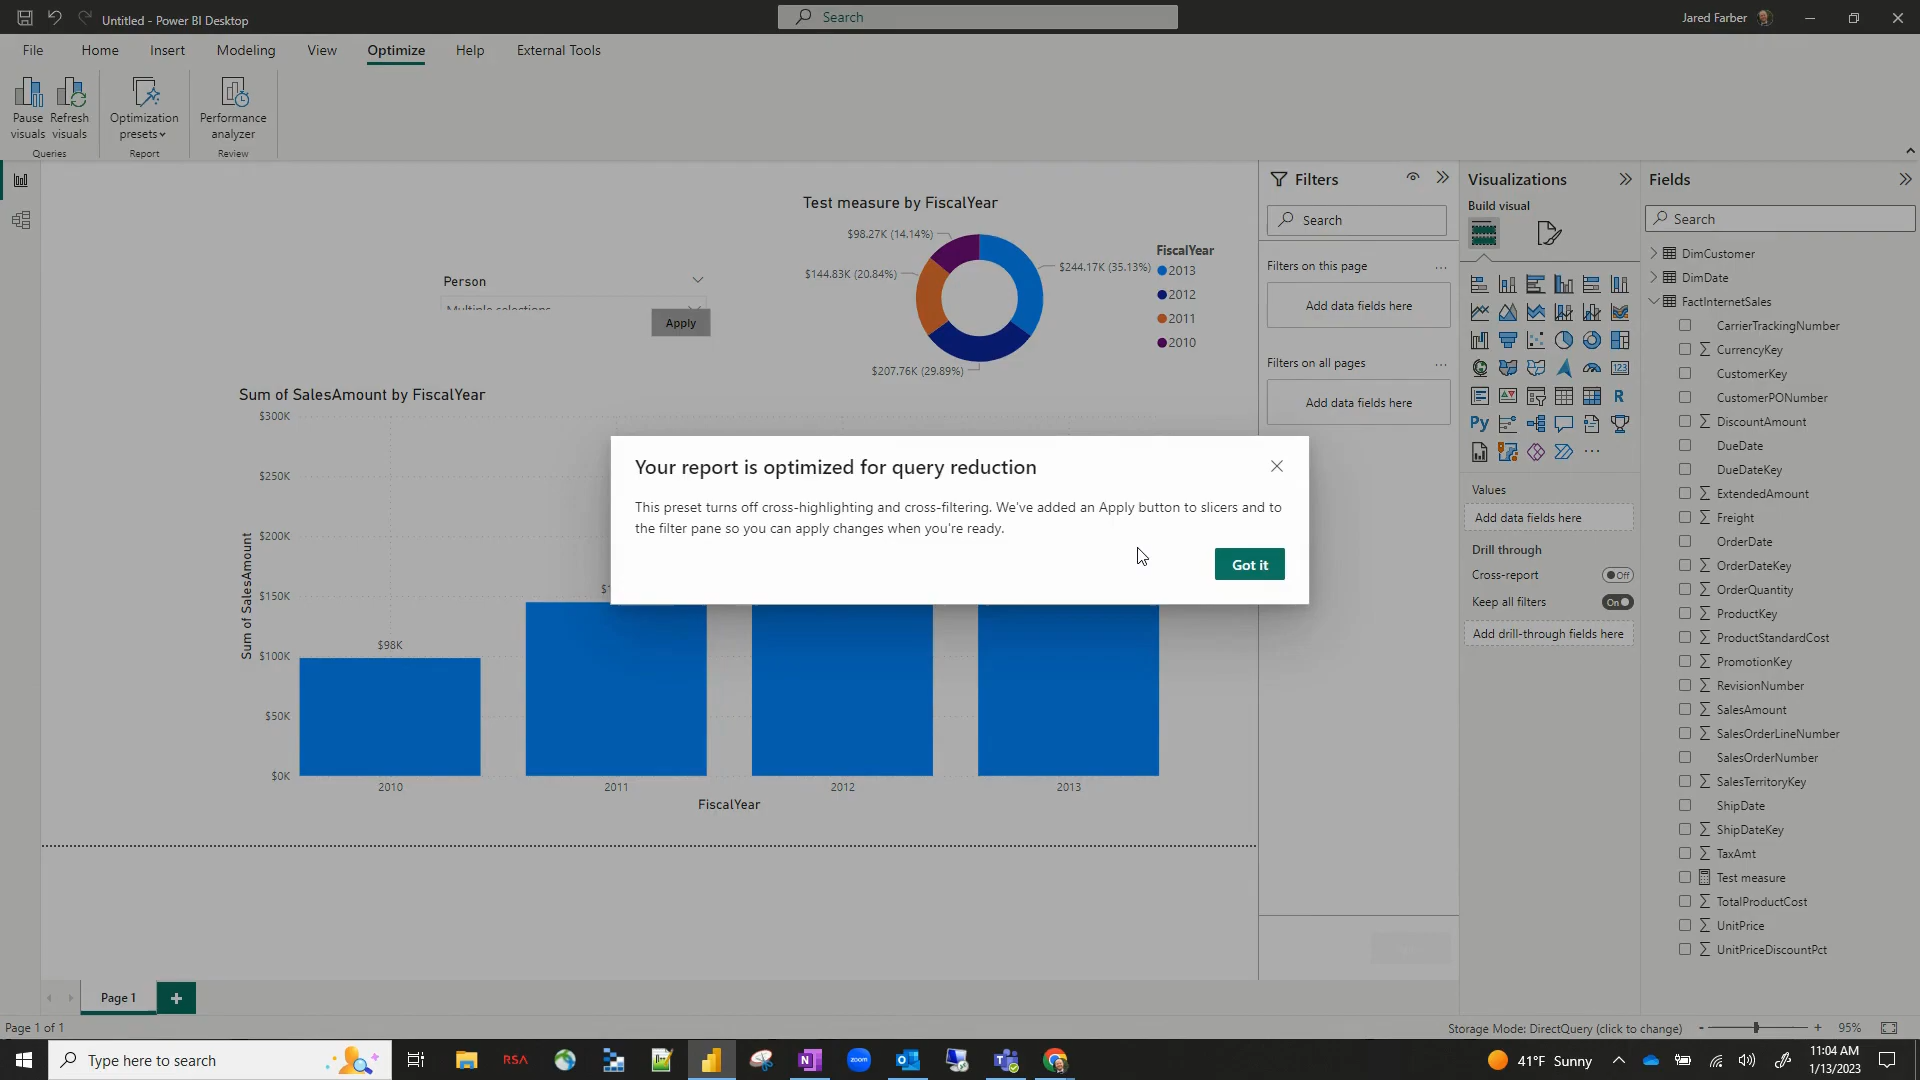 Untitled - Power BI Desktop
Search
Jared Farber
File
Home
Insert
Modeling
View
Optimize
Help
External Tools
Pause visuals
Refresh visuals
Optimization presets
Performance analyzer
Queries
Report
Review
Person
Multiple selections
Apply
Test measure by FiscalYear
$98.27K (14.14%)
$144.83K (20.84%)
$244.17K (35.13%)
$207.76K (29.89%)
FiscalYear
2013
2012
2011
2010
Sum of SalesAmount by FiscalYear
Sum of SalesAmount
$300K
$250K
$200K
$150K
$100K
$50K
$0K
$98K
2010
2011
2012
2013
FiscalYear
Your report is optimized for query reduction
This preset turns off cross-highlighting and cross-filtering. We've added an Apply button to slicers and to
the filter pane so you can apply changes when you're ready.
Got it
Filters
Search
Filters on this page
...
Add data fields here
Filters on all pages
...
Add data fields here
Visualizations
Build visual
123
R
Py
...
Values
Add data fields here
Drill through
Cross-report
Off
Keep all filters
On
Add drill-through fields here
Fields
Search
DimCustomer
DimDate
FactInternetSales
CarrierTrackingNumber
CurrencyKey
CustomerKey
CustomerPONumber
DiscountAmount
DueDate
DueDateKey
ExtendedAmount
Freight
OrderDate
OrderDateKey
OrderQuantity
ProductKey
ProductStandardCost
PromotionKey
RevisionNumber
SalesAmount
SalesOrderLineNumber
SalesOrderNumber
SalesTerritoryKey
ShipDate
ShipDateKey
TaxAmt
Test measure
TotalProductCost
UnitPrice
UnitPriceDiscountPct
Page 1
Page 1 of 1
Storage Mode: DirectQuery (click to change)
- + 95%
Type here to search
RSA
zoom
41°F Sunny
11:04 AM
1/13/2023